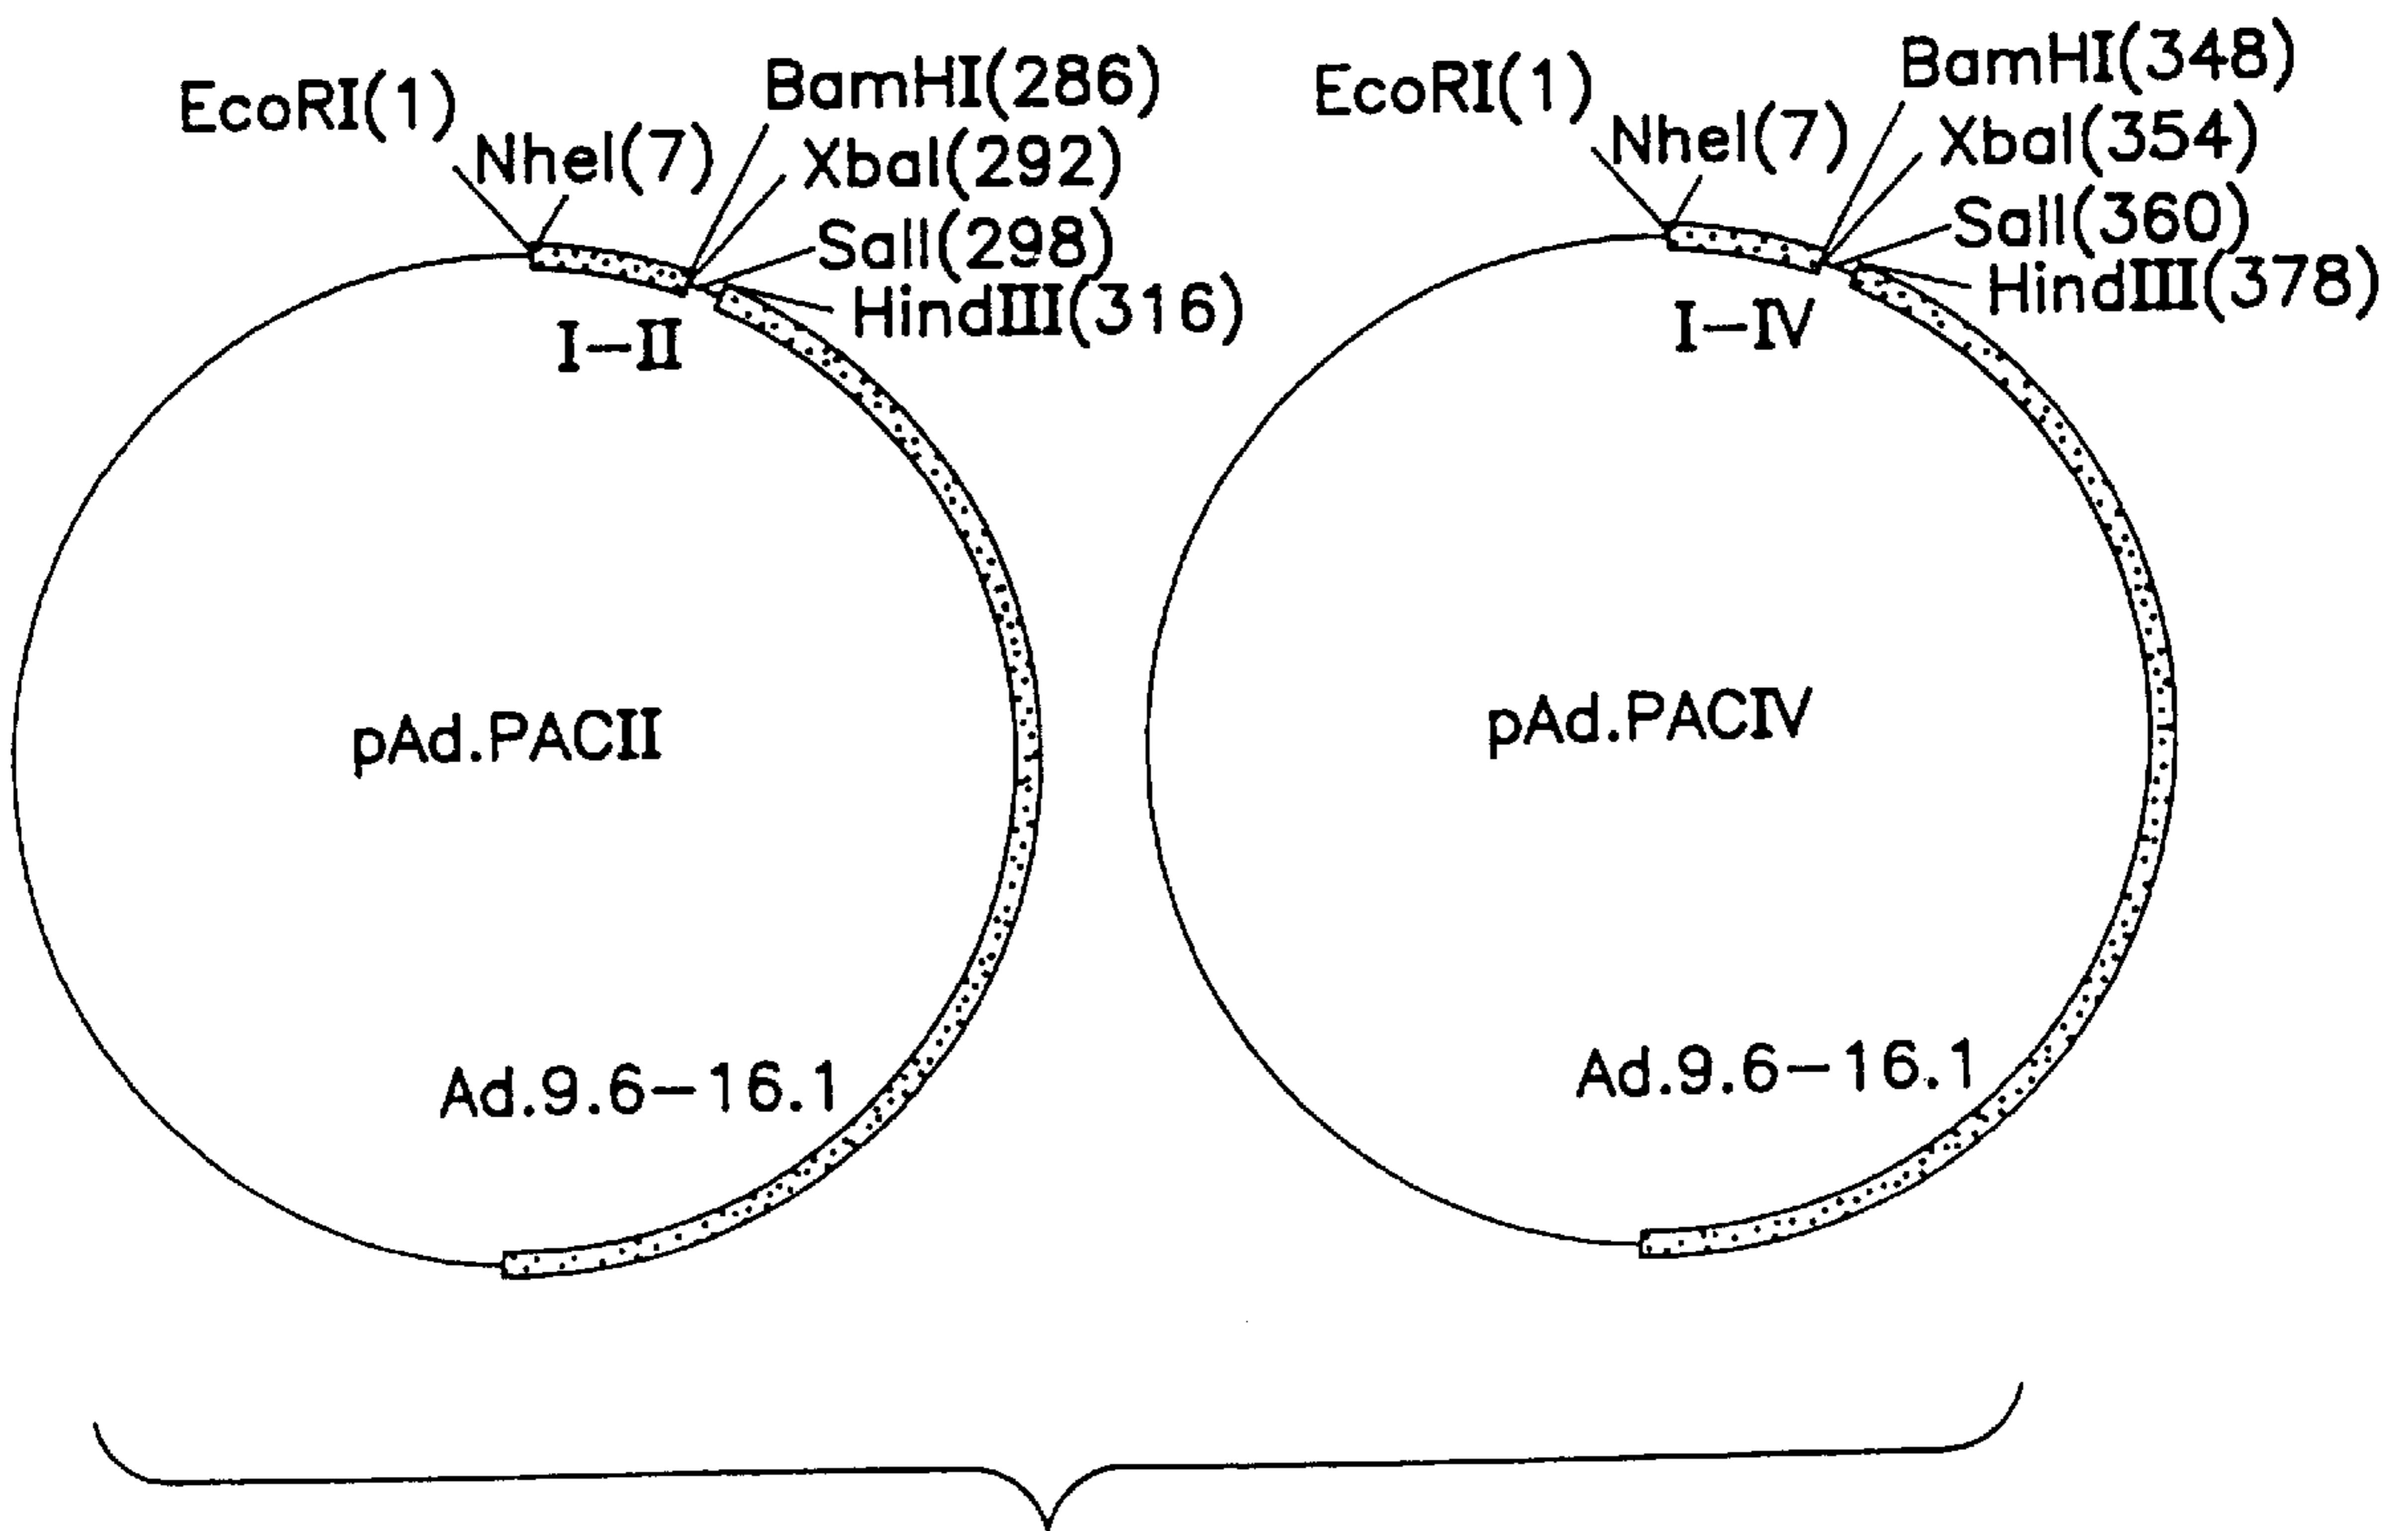 EcoRI(1)
NheI(7)
BamHI(286)
XbaI(292)
SalI(298)
HindIII(316)
I–II
pAd.PACII
Ad.9.6–16.1
EcoRI(1)
NheI(7)
BamHI(348)
XbaI(354)
SalI(360)
HindIII(378)
I–IV
pAd.PACIV
Ad.9.6–16.1